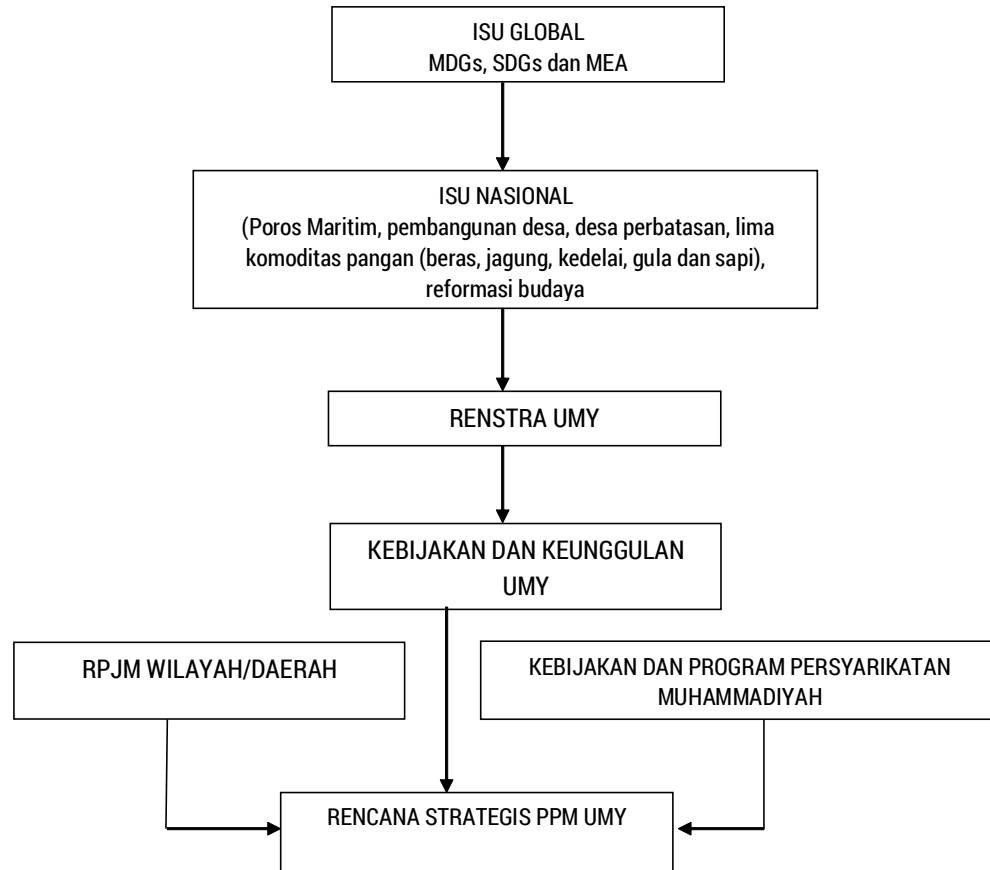 ISU GLOBAL
MDGs, SDGs dan MEA
ISU NASIONAL
(Poros Maritim, pembangunan desa, desa perbatasan, lima
komoditas pangan (beras, jagung, kedelai, gula dan sapi),
reformasi budaya
RENSTRA UMY
KEBIJAKAN DAN KEUNGGULAN
UMY
RPJM WILAYAH/DAERAH
KEBIJAKAN DAN PROGRAM PERSYARIKATAN
MUHAMMADIYAH
RENCANA STRATEGIS PPM UMY